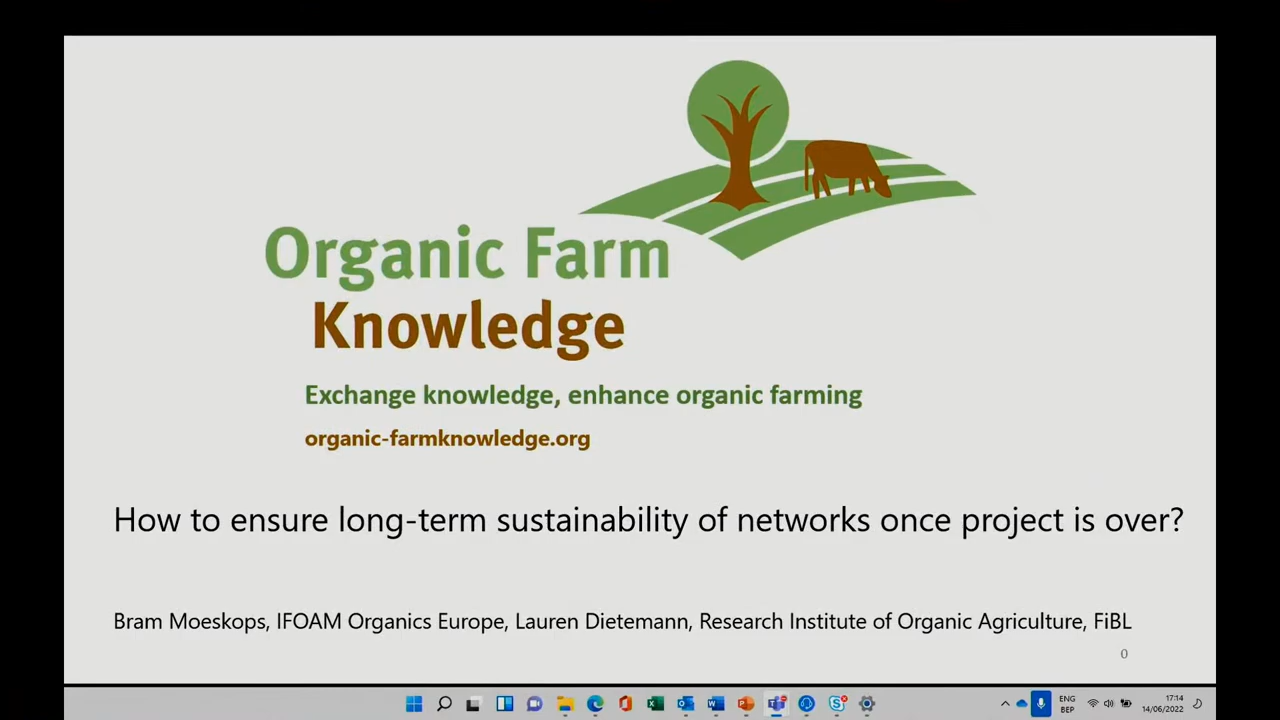 Organic Farm
Knowledge
Exchange knowledge, enhance organic farming
organic-farmknowledge.org
How to ensure long-term sustainability of networks once project is over?
Bram Moeskops, IFOAM Organics Europe, Lauren Dietemann, Research Institute of Organic Agriculture, FiBL
0
ENG
BEP
17:14
14/06/2022